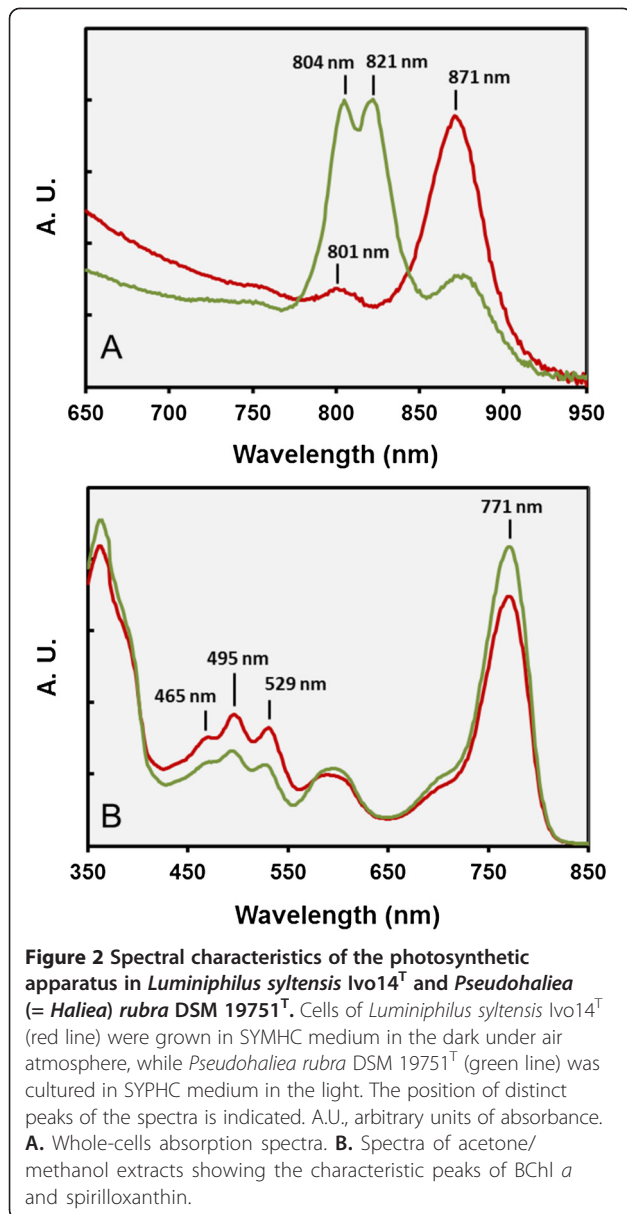 804 nm 821 nm 871 nm
801 nm
A. U.
A
650 700 750 800 850 900 950
Wavelength (nm)
771 nm
495 nm
465 nm 529 nm
A. U.
B
350 450 550 650 750 850
Wavelength (nm)
Figure 2 Spectral characteristics of the photosynthetic
apparatus in Luminiphilus syltensis Ivo14ᵀ and Pseudohaliea
(= Haliea) rubra DSM 19751ᵀ. Cells of Luminiphilus syltensis Ivo14ᵀ
(red line) were grown in SYMHC medium in the dark under air
atmosphere, while Pseudohaliea rubra DSM 19751ᵀ (green line) was
cultured in SYPHC medium in the light. The position of distinct
peaks of the spectra is indicated. A.U., arbitrary units of absorbance.
A. Whole-cells absorption spectra. B. Spectra of acetone/
methanol extracts showing the characteristic peaks of BChl a
and spirilloxanthin.